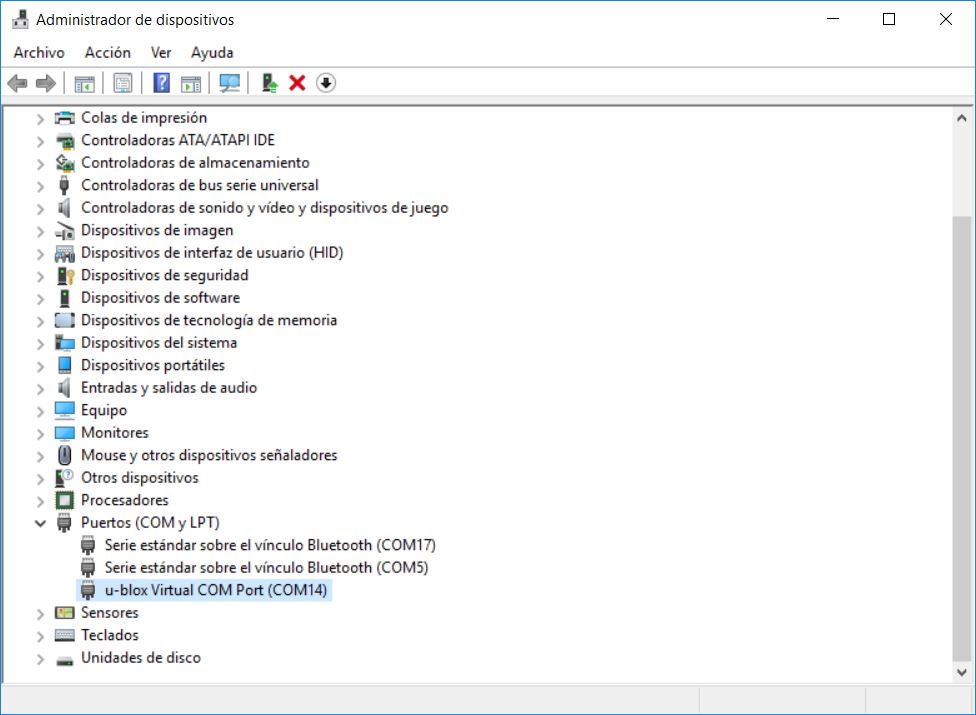 Administrador de dispositivos
Archivo Acción Ver Ayuda
Colas de impresión
Controladoras ATA/ATAPI IDE
Controladoras de almacenamiento
Controladoras de bus serie universal
Controladoras de sonido y vídeo y dispositivos de juego
Dispositivos de imagen
Dispositivos de interfaz de usuario (HID)
Dispositivos de seguridad
Dispositivos de software
Dispositivos de tecnología de memoria
Dispositivos del sistema
Dispositivos portátiles
Entradas y salidas de audio
Equipo
Monitores
Mouse y otros dispositivos señaladores
Otros dispositivos
Procesadores
Puertos (COM y LPT)
Serie estándar sobre el vínculo Bluetooth (COM17)
Serie estándar sobre el vínculo Bluetooth (COM5)
u-blox Virtual COM Port (COM14)
Sensores
Teclados
Unidades de disco